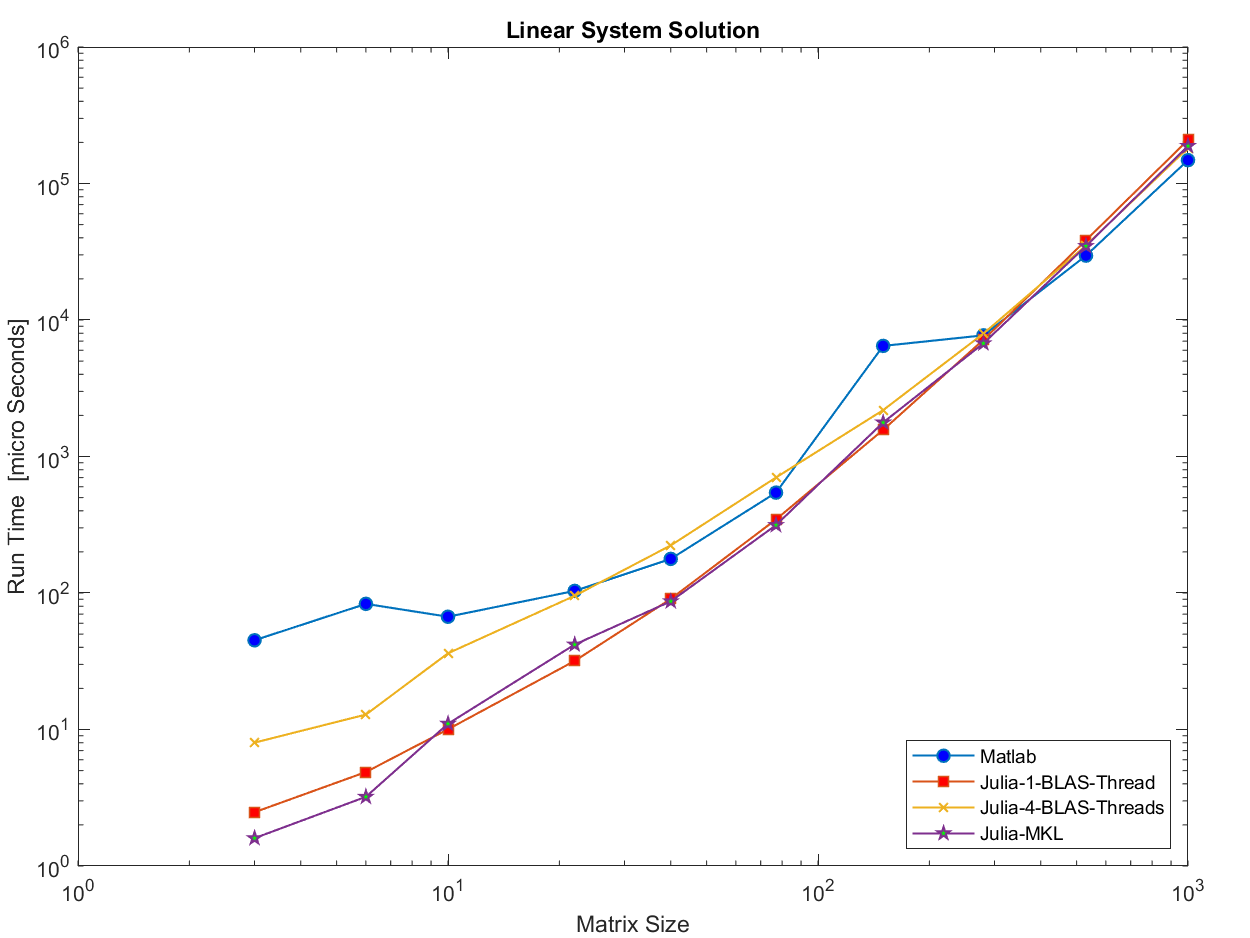 Linear System Solution
Run Time  [micro Seconds]
10^6
10^5
10^4
10^3
10^2
10^1
10^0
10^0 10^1 10^2 10^3
Matrix Size
Matlab
Julia-1-BLAS-Thread
Julia-4-BLAS-Threads
Julia-MKL